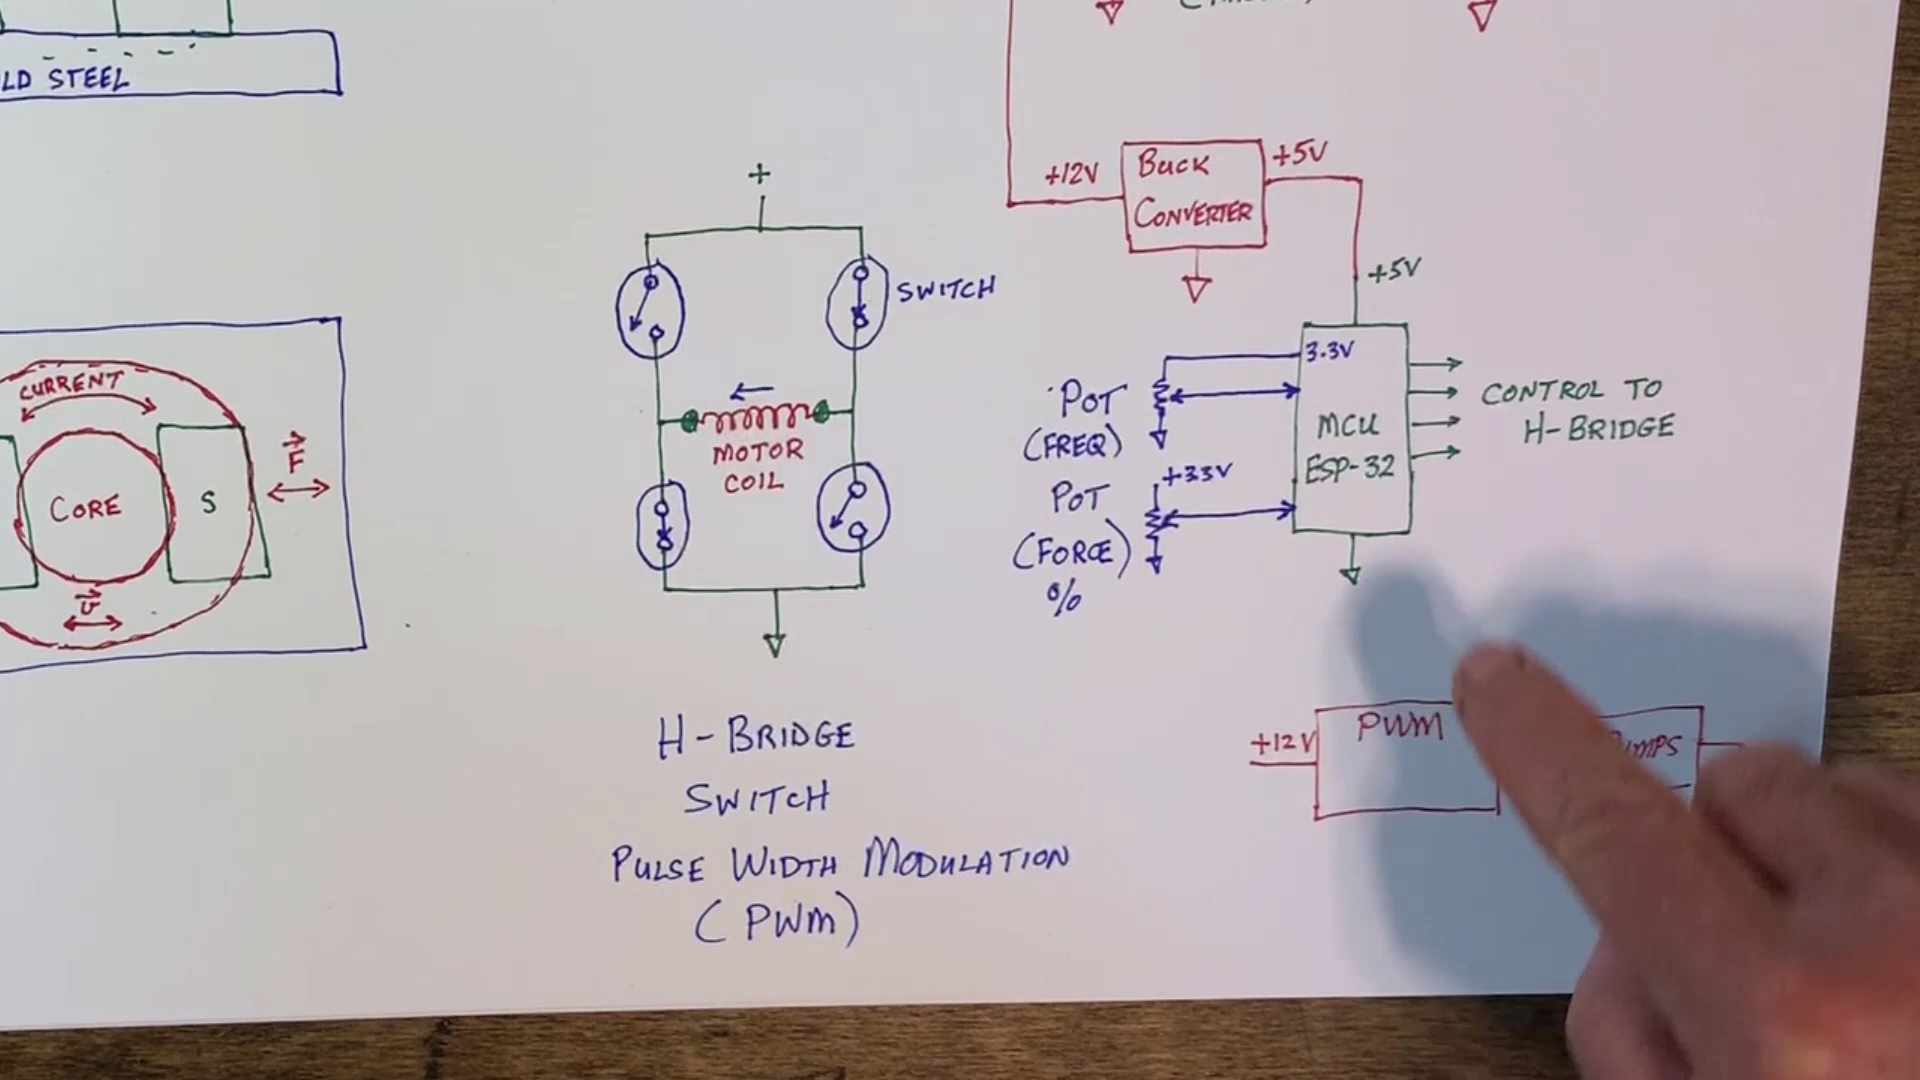 LD STEEL
CURRENT
CORE
S
F
v
+
SWITCH
MOTOR
COIL
H-BRIDGE
SWITCH
PULSE WIDTH MODULATION
(PWM)
+12V
BUCK
CONVERTER
+5V
+5V
3.3V
MCU
ESP-32
POT
(FREQ)
+3.3V
POT
(FORCE)
%
CONTROL TO
H-BRIDGE
+12V
PWM